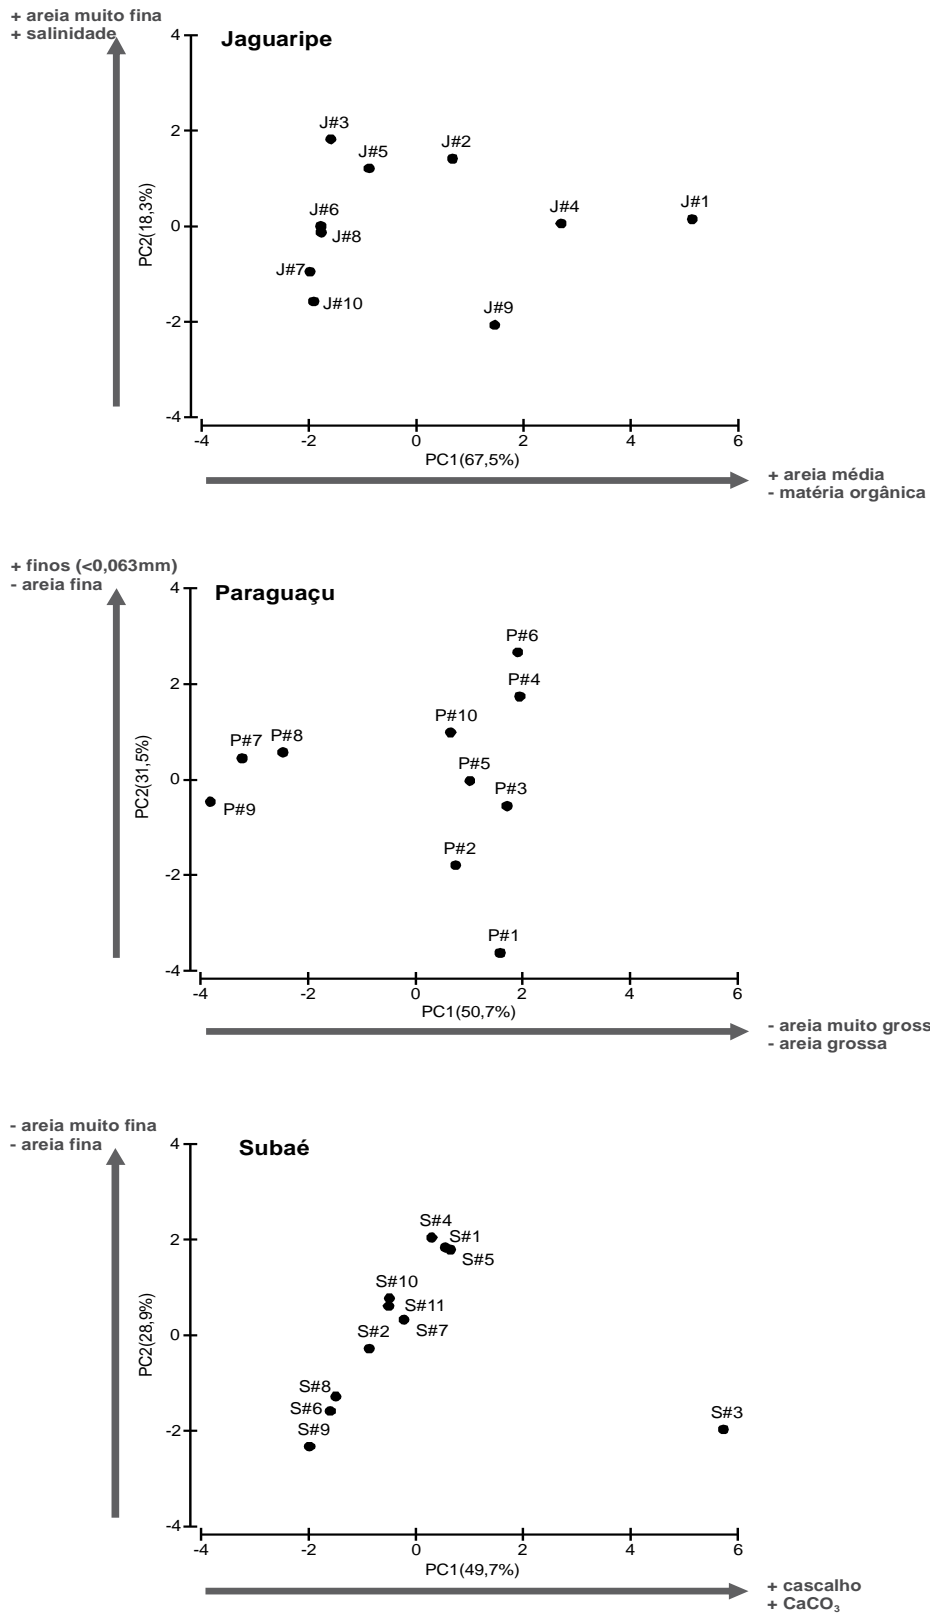 + areia muito fina
+ salinidade
Jaguaripe
4
2
0
-2
-4
PC2(18,3%)
J#3
J#5
J#2
J#1
J#4
J#6
J#8
J#7
J#10
J#9
-4
-2
0
2
4
6
PC1(67,5%)
+ areia média
- matéria orgânica
+ finos (<0,063mm)
- areia fina
Paraguaçu
4
2
0
-2
-4
PC2(31,5%)
P#6
P#4
P#10
P#7
P#8
P#5
P#3
P#9
P#2
P#1
-4
-2
0
2
4
6
PC1(50,7%)
- areia muito gross
- areia grossa
- areia muito fina
- areia fina
Subaé
4
2
0
-2
-4
PC2(28,9%)
S#4
S#1
S#5
S#10
S#11
S#2
S#7
S#8
S#6
S#9
S#3
-4
-2
0
2
4
6
PC1(49,7%)
+ cascalho
+ CaCO₃